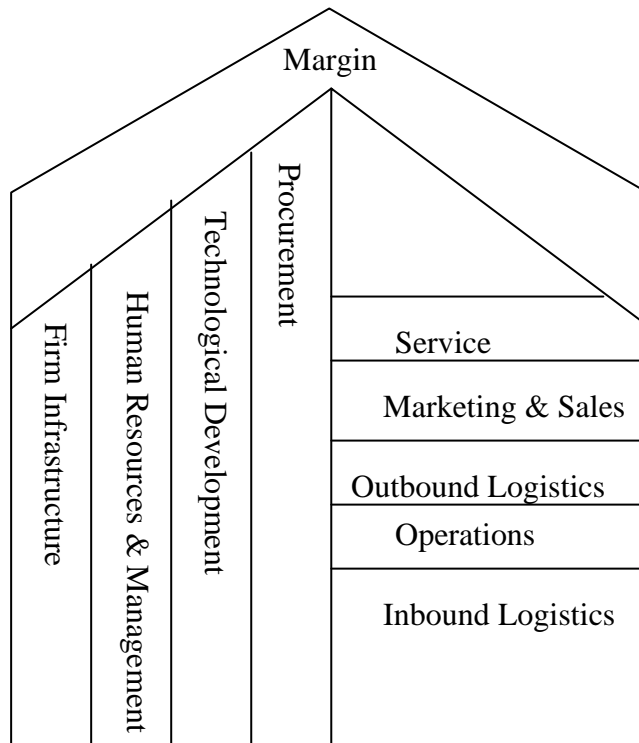 Margin
Firm Infrastructure
Human Resources & Management
Technological Development
Procurement
Service
Marketing & Sales
Outbound Logistics
Operations
Inbound Logistics